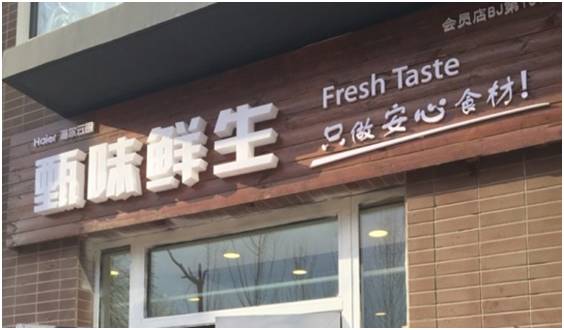 会员店BJ第
Haier
甄味鲜生
Fresh Taste
只做安心食材!